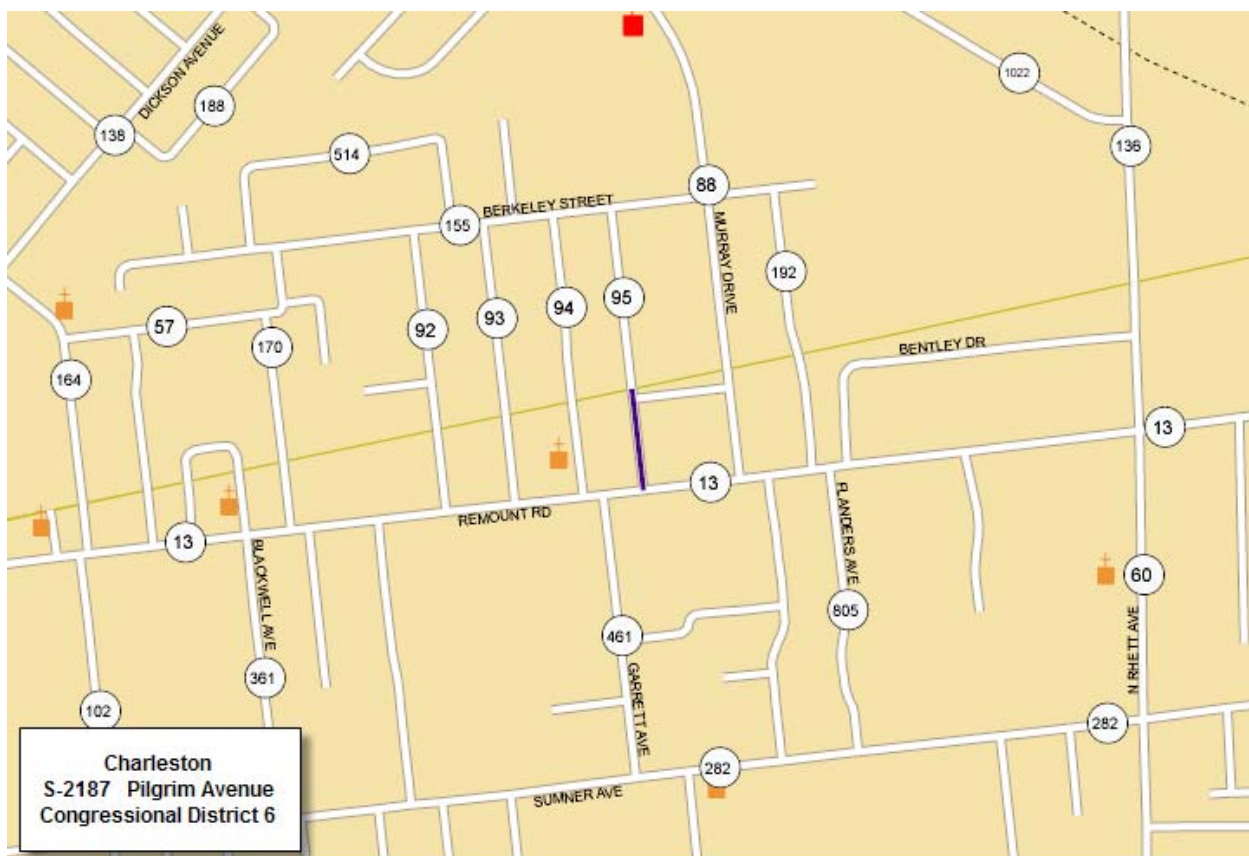 DICKSON AVENUE
1022
188
138
136
514
88
BERKELEY STREET
155
MURRAY DRIVE
192
95
94
93
92
57
170
BENTLEY DR
164
13
13
REMOUNT RD
13
FLANDERS AVE
BLACKWELL AVE
60
805
461
N RHETT AVE
361
GARRETT AVE
102
282
282
SUMNER AVE
Charleston
S-2187 Pilgrim Avenue
Congressional District 6